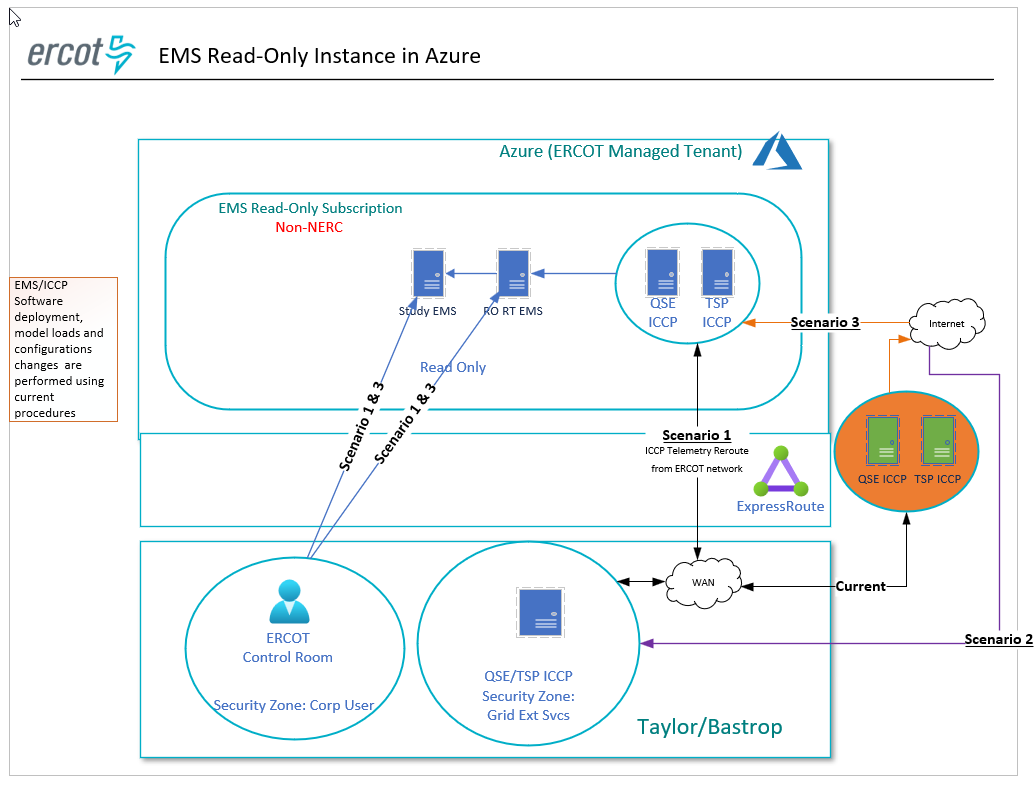 ercot
EMS Read-Only Instance in Azure
Azure (ERCOT Managed Tenant)
EMS Read-Only Subscription
Non-NERC
EMS/ICCP
Software
deployment,
model loads and
configurations
changes are
performed using
current
procedures
Study EMS
RO RT EMS
QSE
ICCP
TSP
ICCP
Scenario 3
Internet
Read Only
Scenario 1 & 3
Scenario 1 & 3
Scenario 1
ICCP Telemetry Reroute
from ERCOT network
ExpressRoute
QSE ICCP
TSP ICCP
WAN
Current
Scenario 2
ERCOT
Control Room
Security Zone: Corp User
QSE/TSP ICCP
Security Zone:
Grid Ext Svcs
Taylor/Bastrop